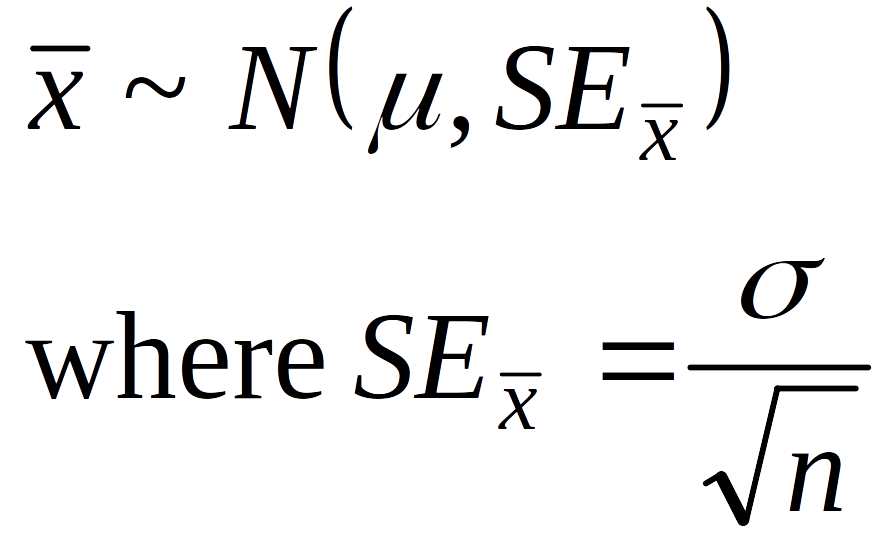 x̅ ~ N(μ, SE_x̅)
where SE_x̅ = σ/√n